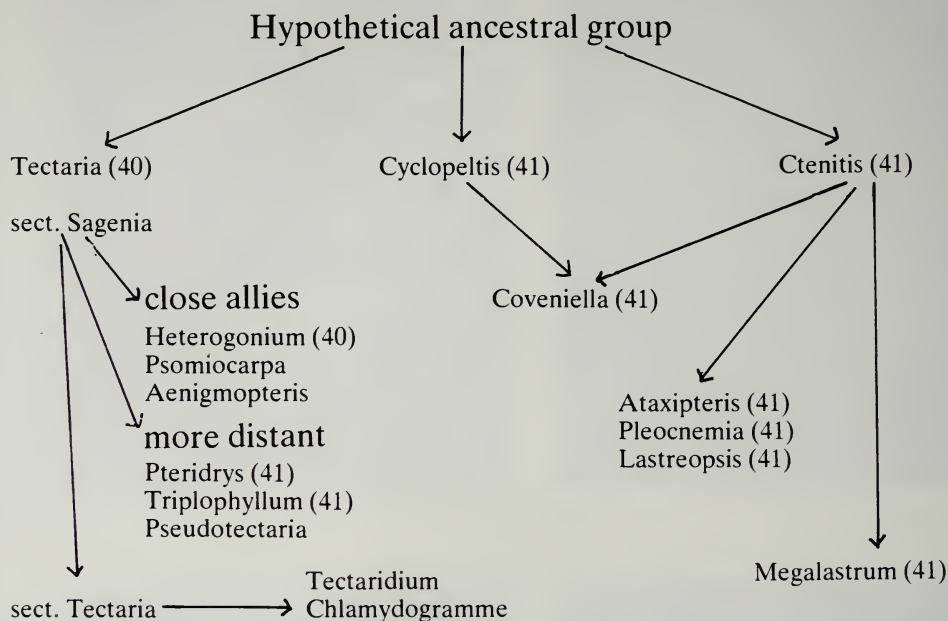 Hypothetical ancestral group
Tectaria (40)
Cyclopeltis (41)
Ctenitis (41)
sect. Sagenia
close allies
Heterogonium (40)
Psomiocarpa
Aenigmopteris
more distant
Pteridrys (41)
Triplophyllum (41)
Pseudotectaria
Coveniella (41)
Ataxipteris (41)
Pleocnemia (41)
Lastreopsis (41)
Megalastrum (41)
sect. Tectaria
Tectaridium
Chlamydogramme